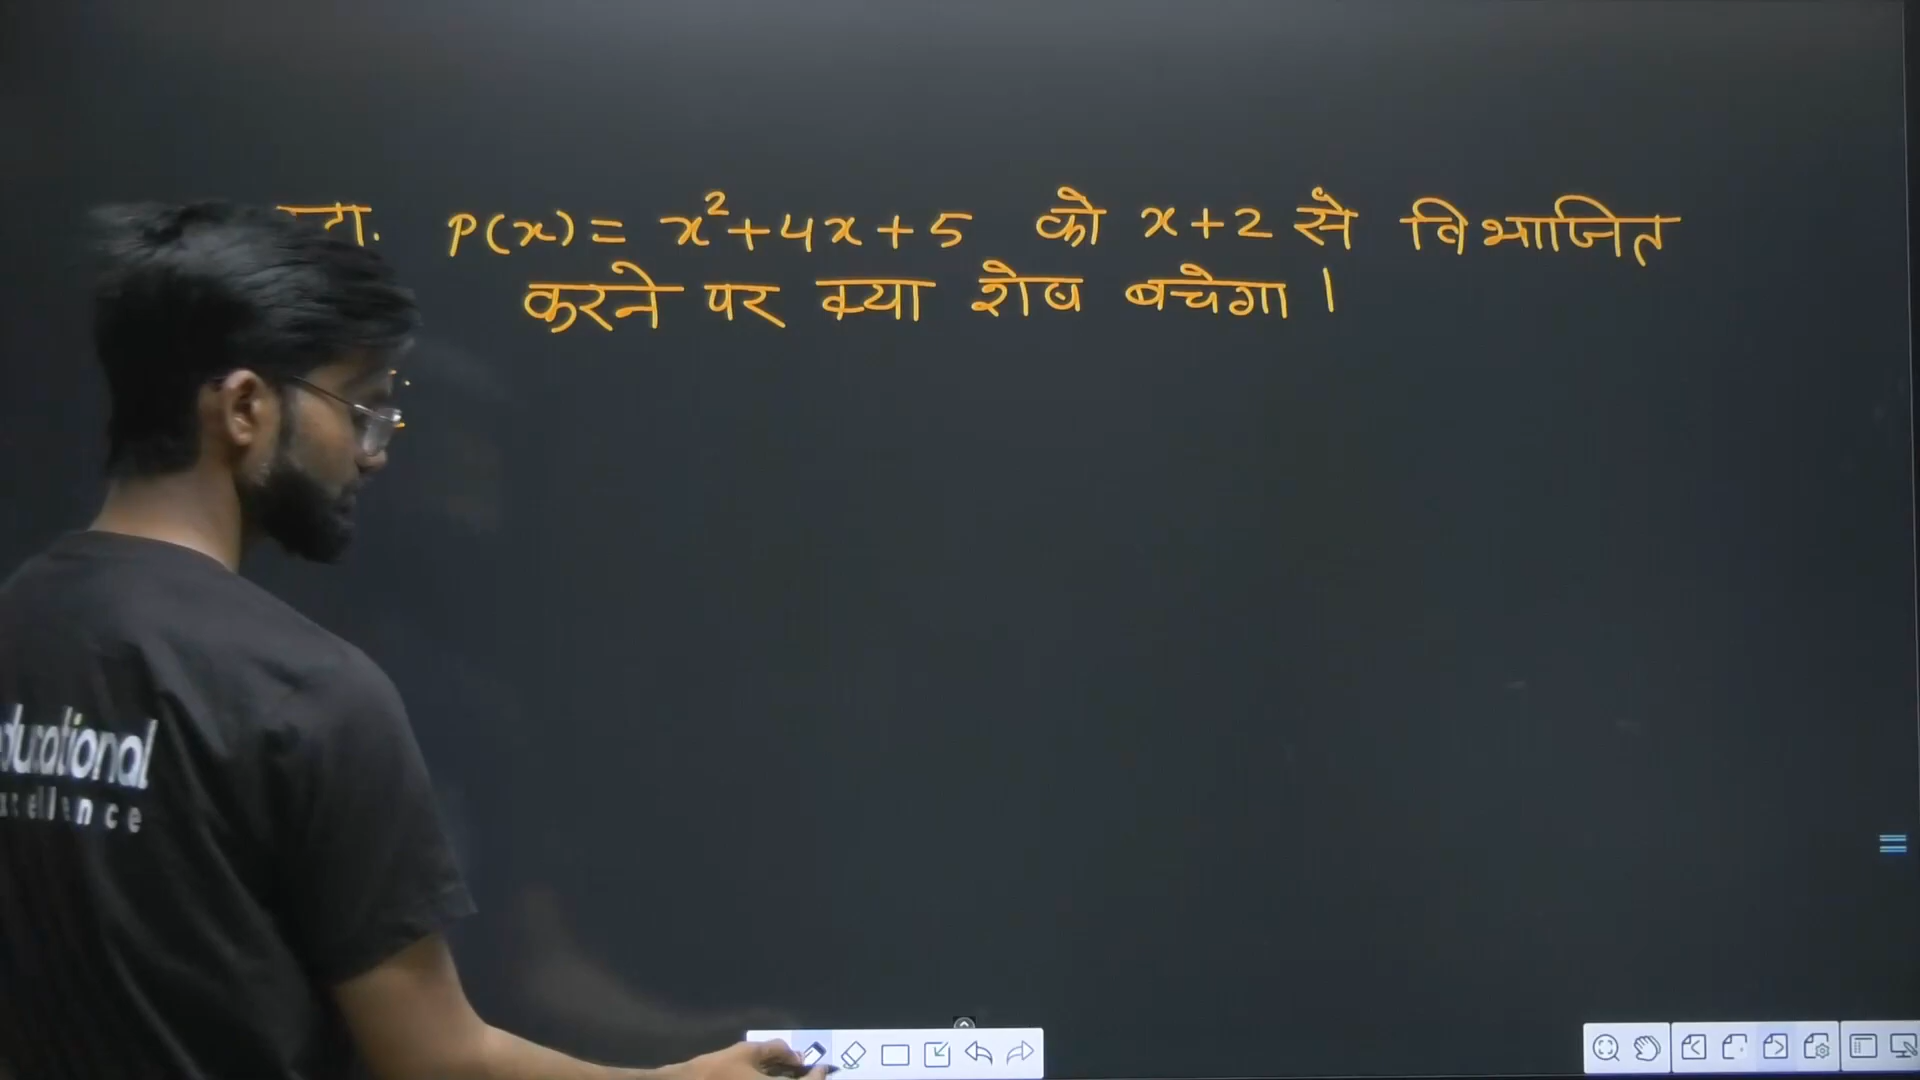 P(x) = x²+4x+5 को x+2 से विभाजित
करने पर क्या शेष बचेगा ।